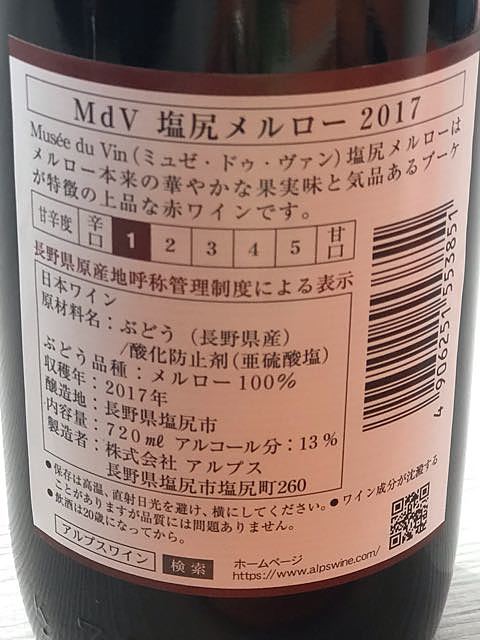 MdV 塩尻メルロー 2017
Musée du Vin（ミュゼ・ドゥ・ヴァン）塩尻メルローは
メルロー本来の華やかな果実味と気品あるブーケ
が特徴の上品な赤ワインです。
甘辛度 辛口 1 2 3 4 5 甘口
長野県原産地呼称管理制度による表示
日本ワイン
原材料名：ぶどう（長野県産）
/酸化防止剤（亜硫酸塩）
ぶどう品種：メルロー100%
収穫年：2017年
醸造地：長野県塩尻市
内容量：720㎖ アルコール分：13%
製造者：株式会社 アルプス
長野県塩尻市塩尻町260
●保存は高温、直射日光を避け、横にしてください。●ワイン成分が沈澱する
ことがありますが品質には問題ありません。
●飲酒は20歳になってから。
アルプスワイン 検索
ホームページ
https://www.alpswine.com/
4 906251 553851